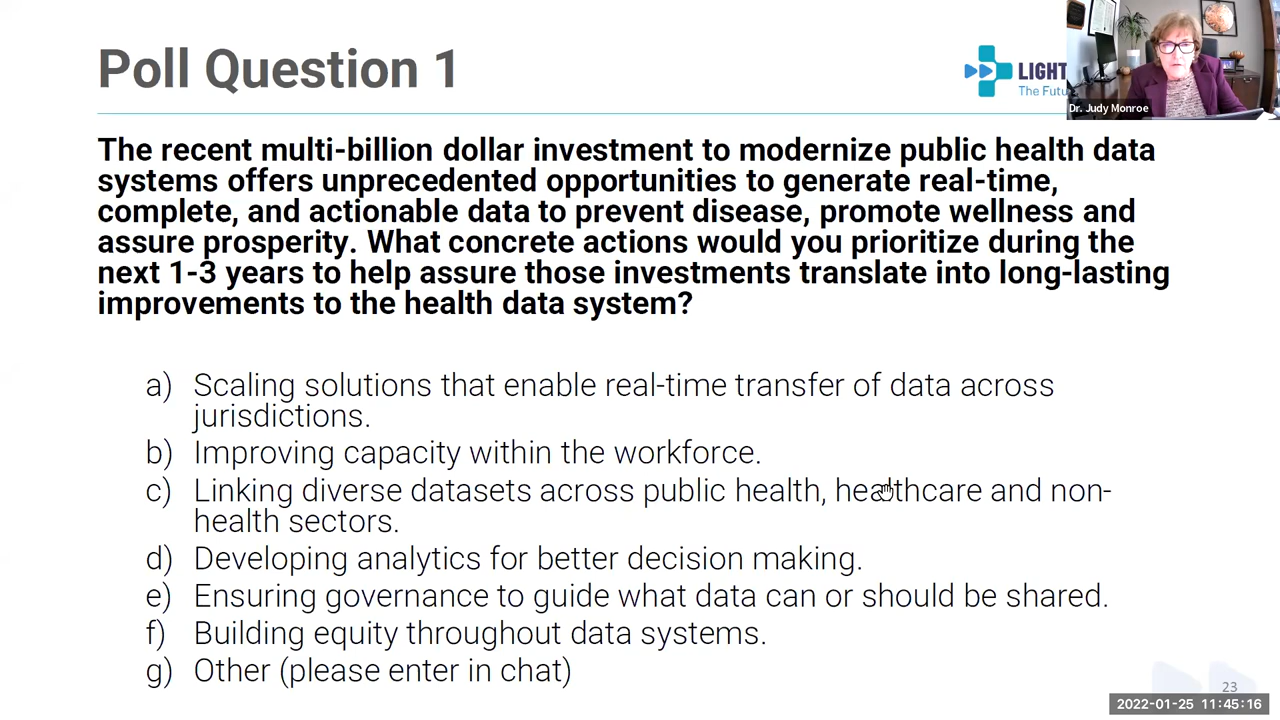 Poll Question 1
LIGHT
The Futu
Dr. Judy Monroe
The recent multi-billion dollar investment to modernize public health data
systems offers unprecedented opportunities to generate real-time,
complete, and actionable data to prevent disease, promote wellness and
assure prosperity. What concrete actions would you prioritize during the
next 1-3 years to help assure those investments translate into long-lasting
improvements to the health data system?
a) Scaling solutions that enable real-time transfer of data across
jurisdictions.
b) Improving capacity within the workforce.
c) Linking diverse datasets across public health, healthcare and non-
health sectors.
d) Developing analytics for better decision making.
e) Ensuring governance to guide what data can or should be shared.
f) Building equity throughout data systems.
g) Other (please enter in chat)
23
2022-01-25 11:45:16